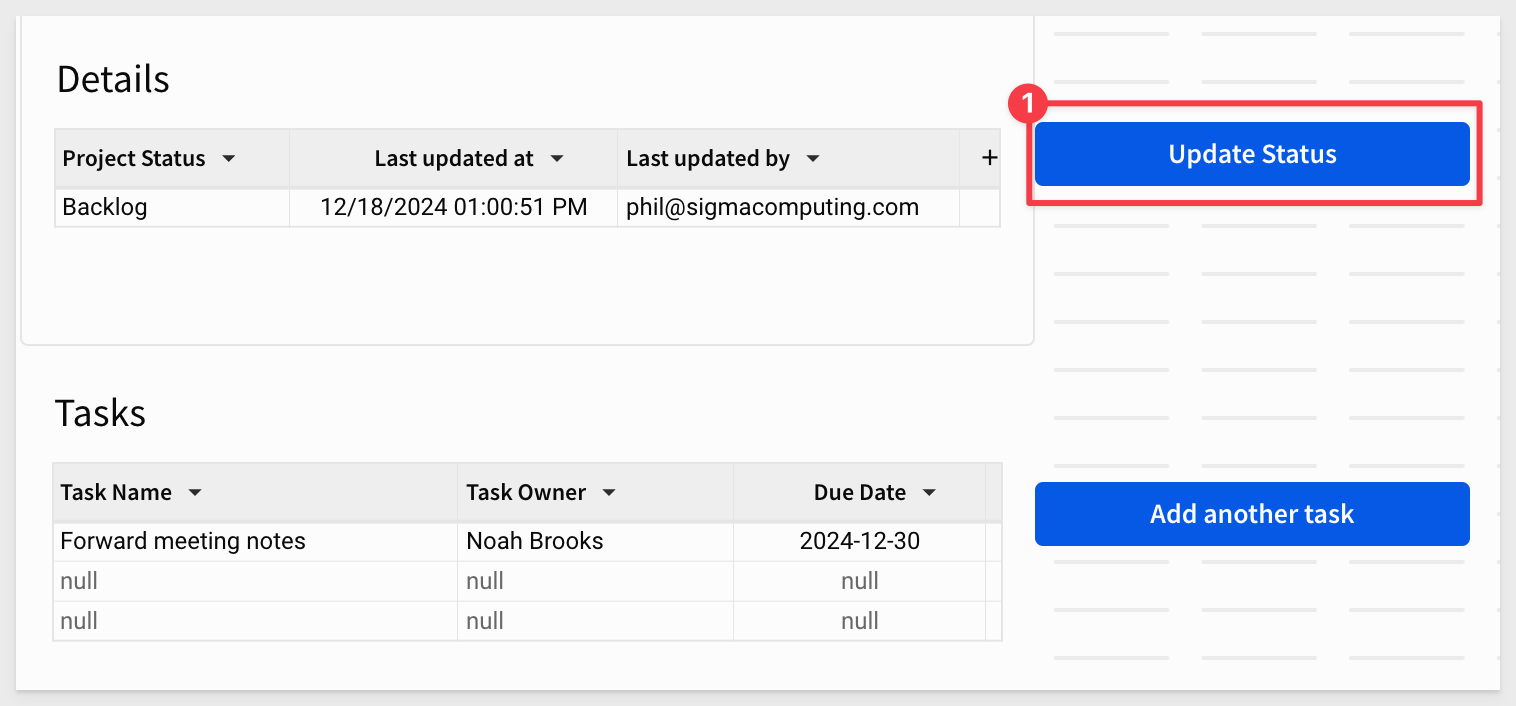 Details
1
Project Status Last updated at Last updated by +
Update Status
Backlog 12/18/2024 01:00:51 PM phil@sigmacomputing.com
Tasks
Task Name Task Owner Due Date
Add another task
Forward meeting notes Noah Brooks 2024-12-30
null null null
null null null